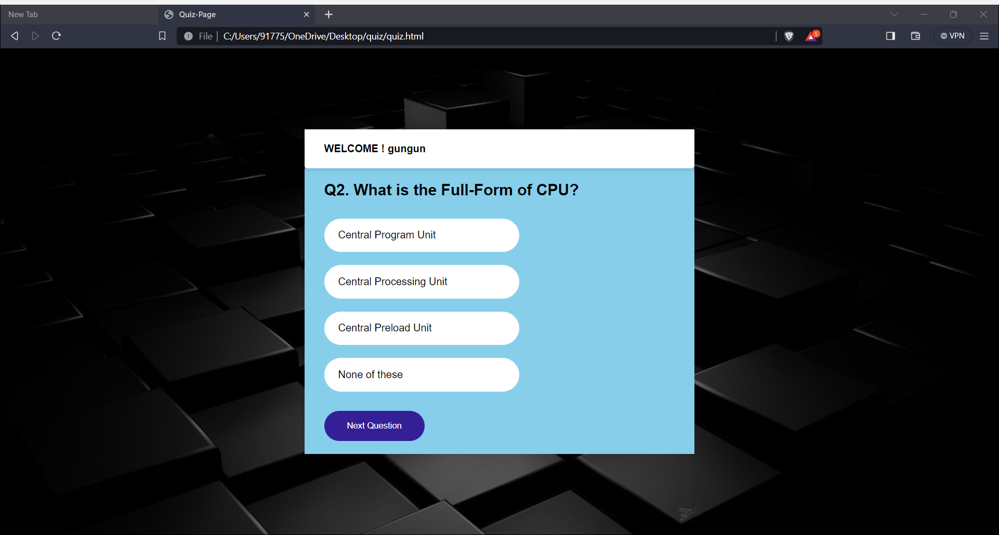 New Tab
Quiz-Page
File
C:/Users/91775/OneDrive/Desktop/quiz/quiz.html
5
VPN
WELCOME ! gungun
Q2. What is the Full-Form of CPU?
Central Program Unit
Central Processing Unit
Central Preload Unit
None of these
Next Question